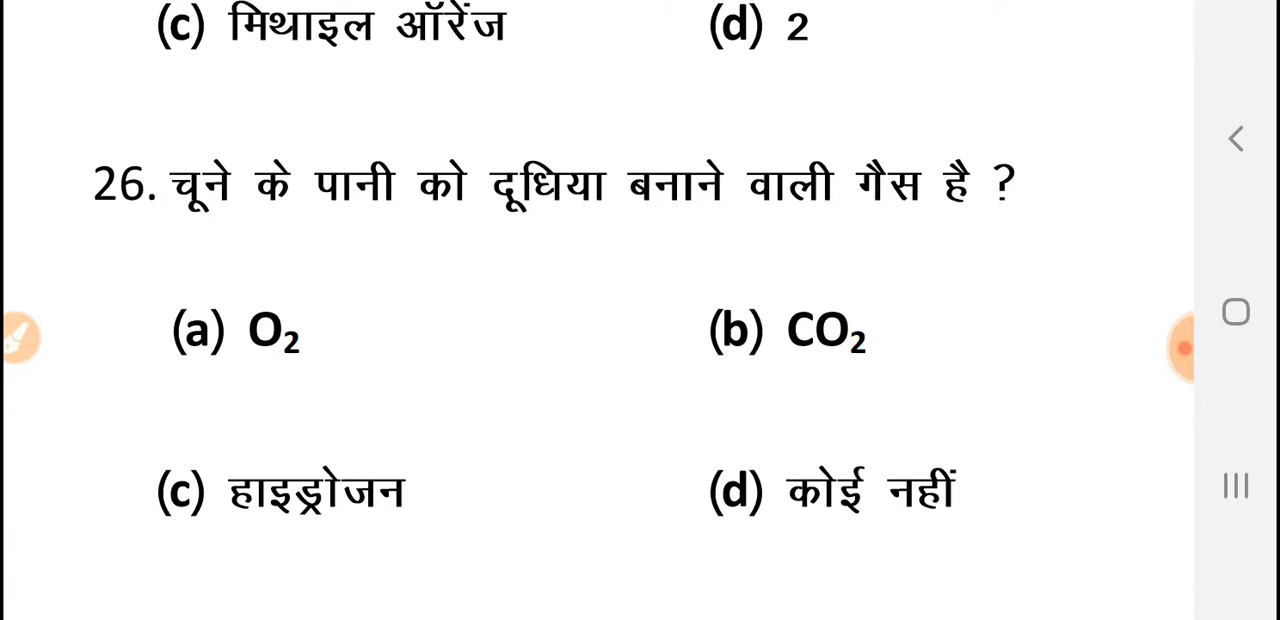 (c) मिथाइल ऑरेंज (d) 2
26. चूने के पानी को दूधिया बनाने वाली गैस है ?
(a) O₂ (b) CO₂
(c) हाइड्रोजन (d) कोई नहीं